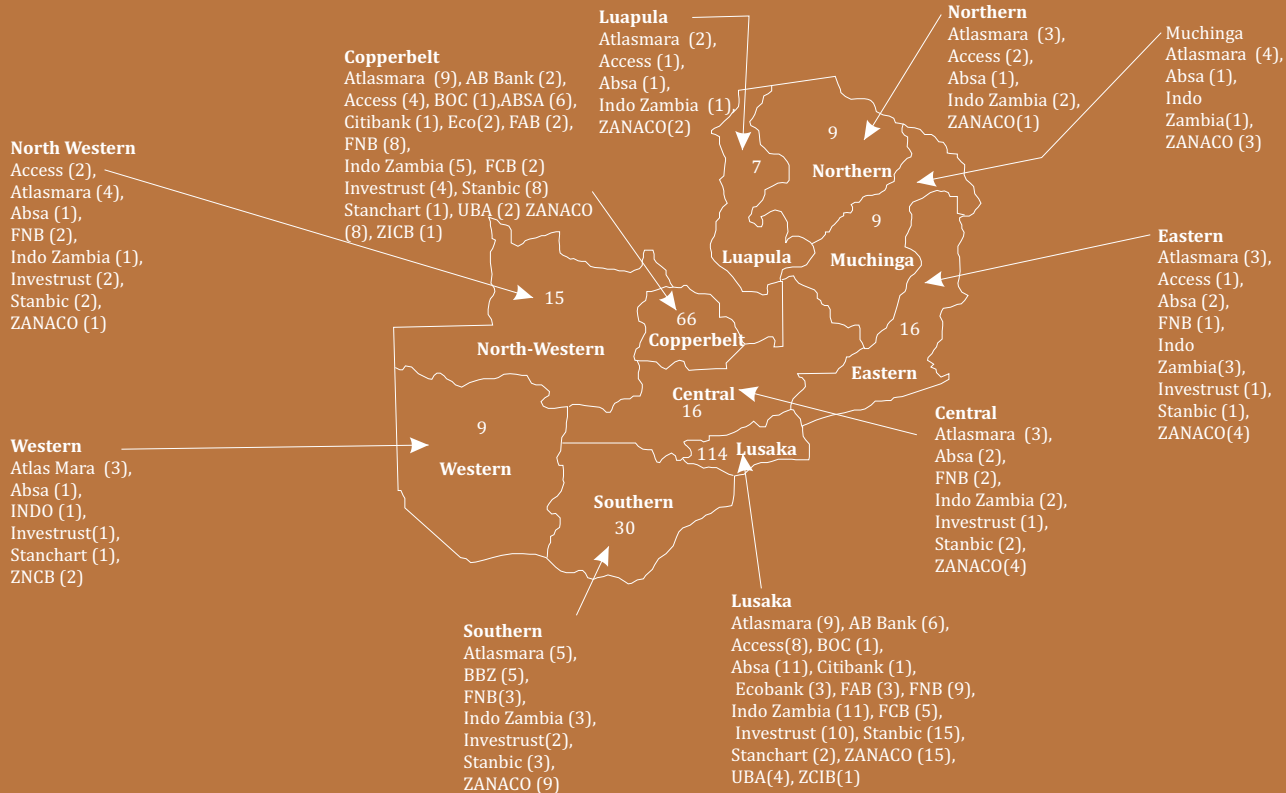 North Western
Access (2),
Atlasmara (4),
Absa (1),
FNB (2),
Indo Zambia (1),
Investrust (2),
Stanbic (2),
ZANACO (1)
Copperbelt
Atlasmara  (9), AB Bank (2),
Access (4), BOC (1),ABSA (6)
Citibank (1), Eco(2), FAB (2),
FNB (8),
Indo Zambia (5),  FCB (2)
Investrust (4), Stanbic (8)
Stanchart (1), UBA (2) ZANACO
(8), ZICB (1)
Luapula
Atlasmara  (2),
Access (1),
Absa (1),
Indo Zambia  (1),
ZANACO(2)
Northern
Atlasmara  (3),
Access (2),
Absa (1),
Indo Zambia (2),
ZANACO(1)
Muchinga
Atlasmara (4),
Absa (1),
Indo
Zambia(1),
ZANACO (3)
Eastern
Atlasmara (3),
Access (1),
Absa (2),
FNB (1),
Indo
Zambia(3),
Investrust (1),
Stanbic (1),
ZANACO(4)
9
Northern
7
Luapula
9
Muchinga
16
Eastern
15
North-Western
66
Copperbelt
Central
16
9
Western
114
Lusaka
Southern
30
Western
Atlas Mara  (3),
Absa (1),
INDO (1),
Investrust(1),
Stanchart (1),
ZNCB (2)
Central
Atlasmara  (3),
Absa (2),
FNB (2),
Indo Zambia (2),
Investrust (1),
Stanbic (2),
ZANACO(4)
Southern
Atlasmara (5),
BBZ (5),
FNB(3),
Indo Zambia (3),
Investrust(2),
Stanbic (3),
ZANACO (9)
Lusaka
Atlasmara (9), AB Bank (6),
Access(8), BOC (1),
Absa (11), Citibank (1),
Ecobank (3), FAB (3), FNB (9),
Indo Zambia (11), FCB (5),
Investrust (10), Stanbic (15),
Stanchart (2), ZANACO (15),
UBA(4), ZCIB(1)